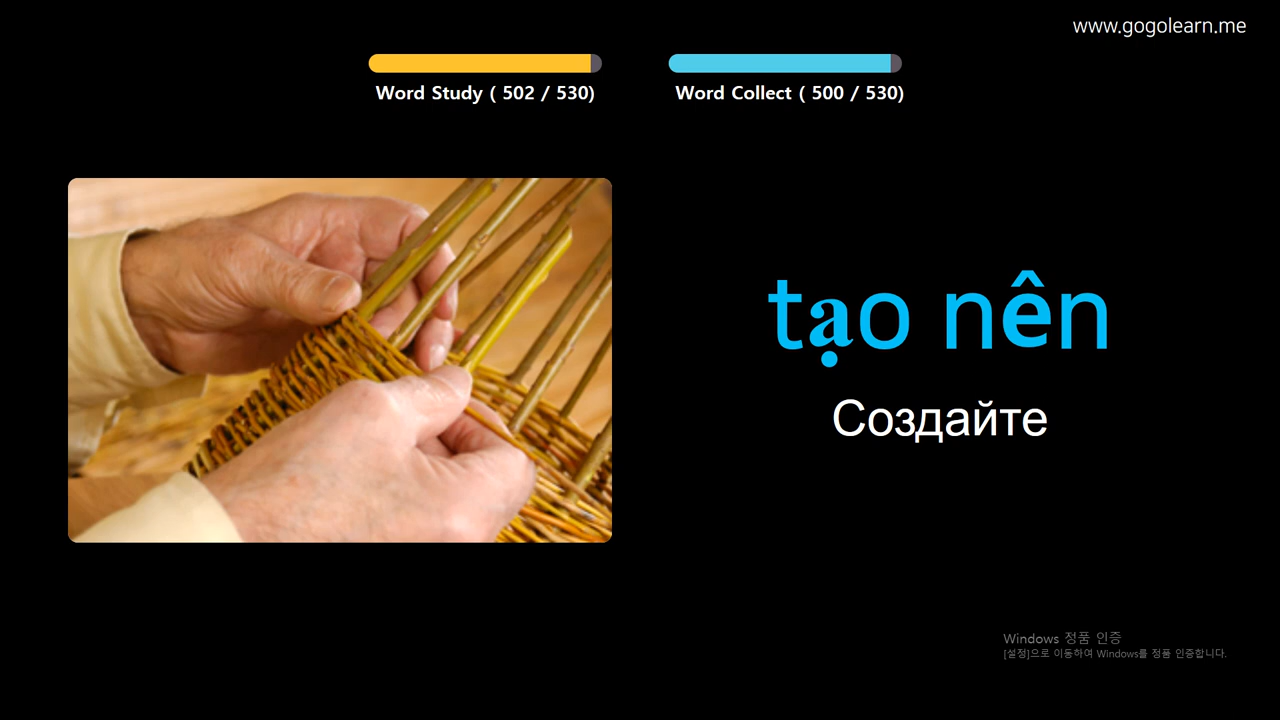 www.gogolearn.me
Word Study ( 502 / 530)
Word Collect ( 500 / 530)
tạo nên
Создайте
Windows 정품 인증
[설정]으로 이동하여 Windows를 정품 인증합니다.